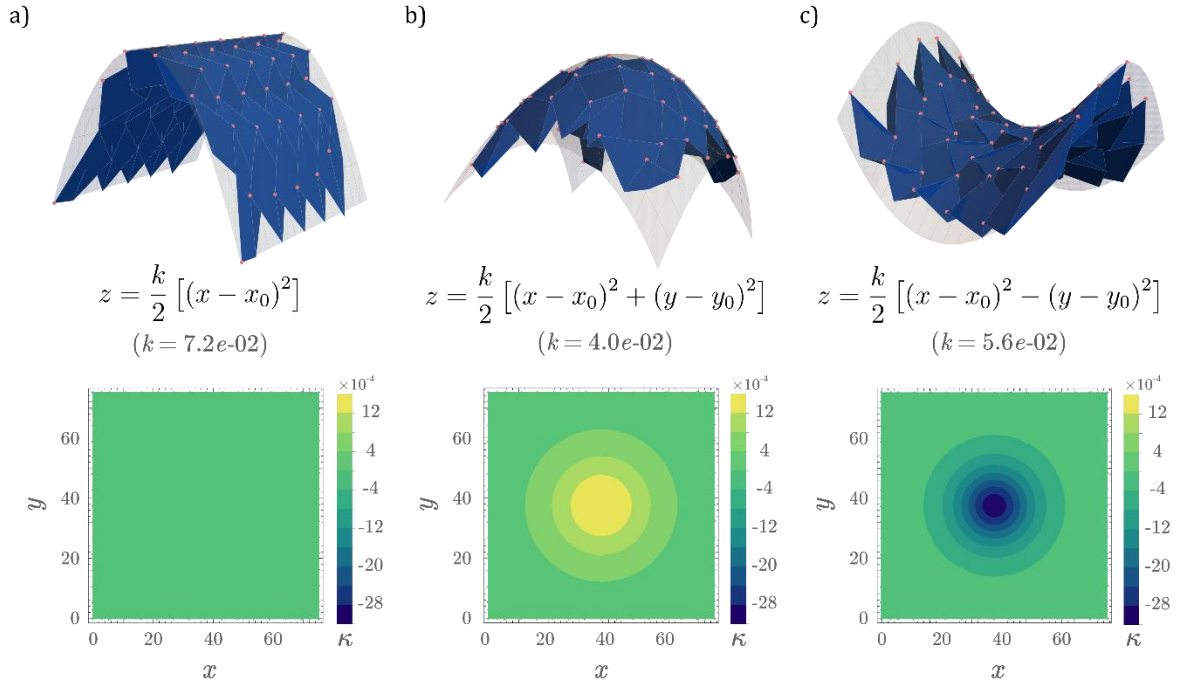 a) b) c)
z = k/2 [(x − x₀)²] z = k/2 [(x − x₀)² + (y − y₀)²] z = k/2 [(x − x₀)² − (y − y₀)²]
(k = 7.2e-02) (k = 4.0e-02) (k = 5.6e-02)
×10⁻⁴ ×10⁻⁴ ×10⁻⁴
12 12 12
60 60 60
4 4 4
-4 -4 -4
y 40 y 40 y 40
-12 -12 -12
20 20 20
-20 -20 -20
-28 -28 -28
0 0 0
0 20 40 60 κ 0 20 40 60 κ 0 20 40 60 κ
x x x